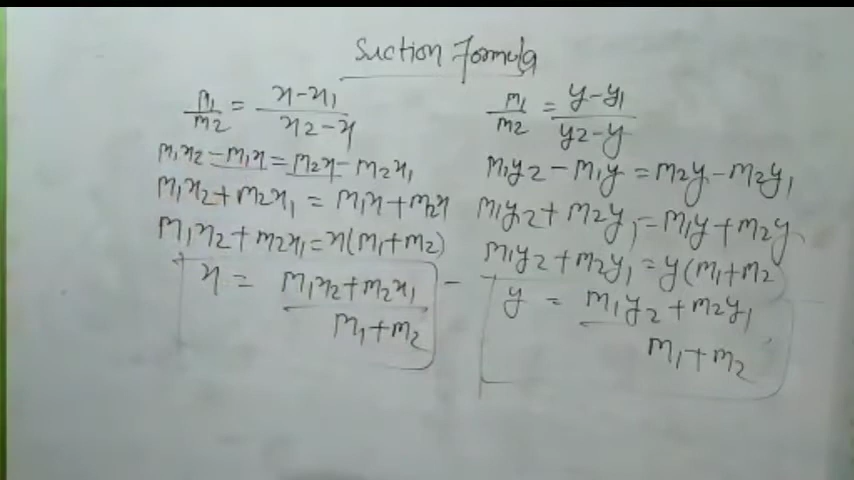 Suction Formula
m1/m2 = x-x1/x2-x
m1x2-m1x = m2x-m2x1
m1x2+m2x1 = m1x+m2x
m1x2+m2x1=x(m1+m2)
x = m1x2+m2x1/m1+m2
m1/m2 = y-y1/y2-y
m1y2-m1y = m2y-m2y1
m1y2+m2y1=m1y+m2y
m1y2+m2y1=y(m1+m2
y = m1y2+m2y1/m1+m2